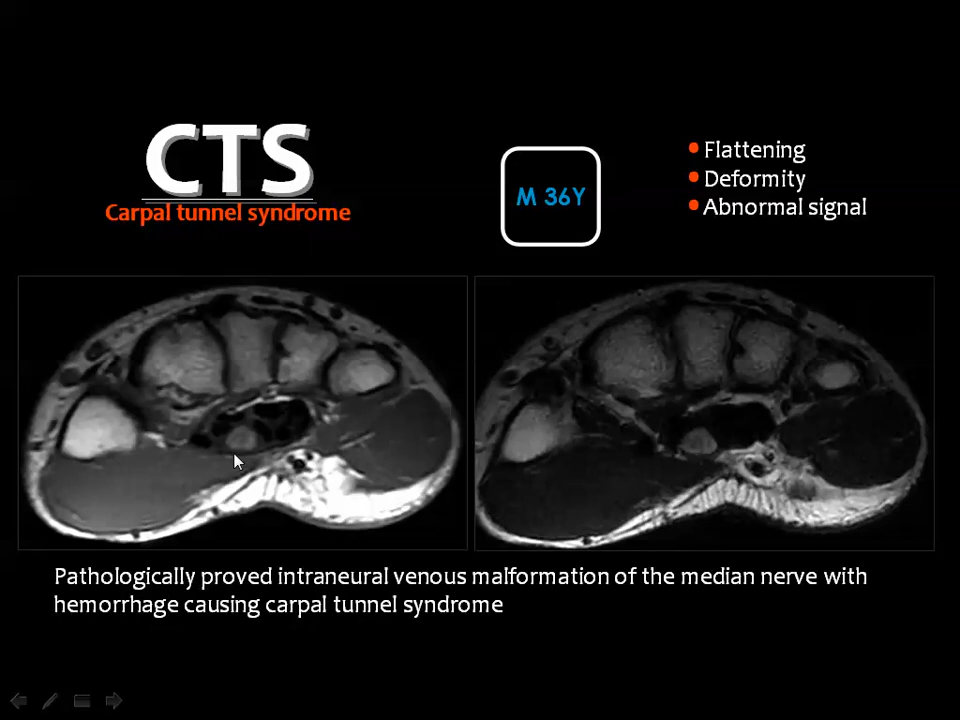 CTS
Carpal tunnel syndrome
M 36Y
• Flattening
• Deformity
• Abnormal signal
Pathologically proved intraneural venous malformation of the median nerve with
hemorrhage causing carpal tunnel syndrome